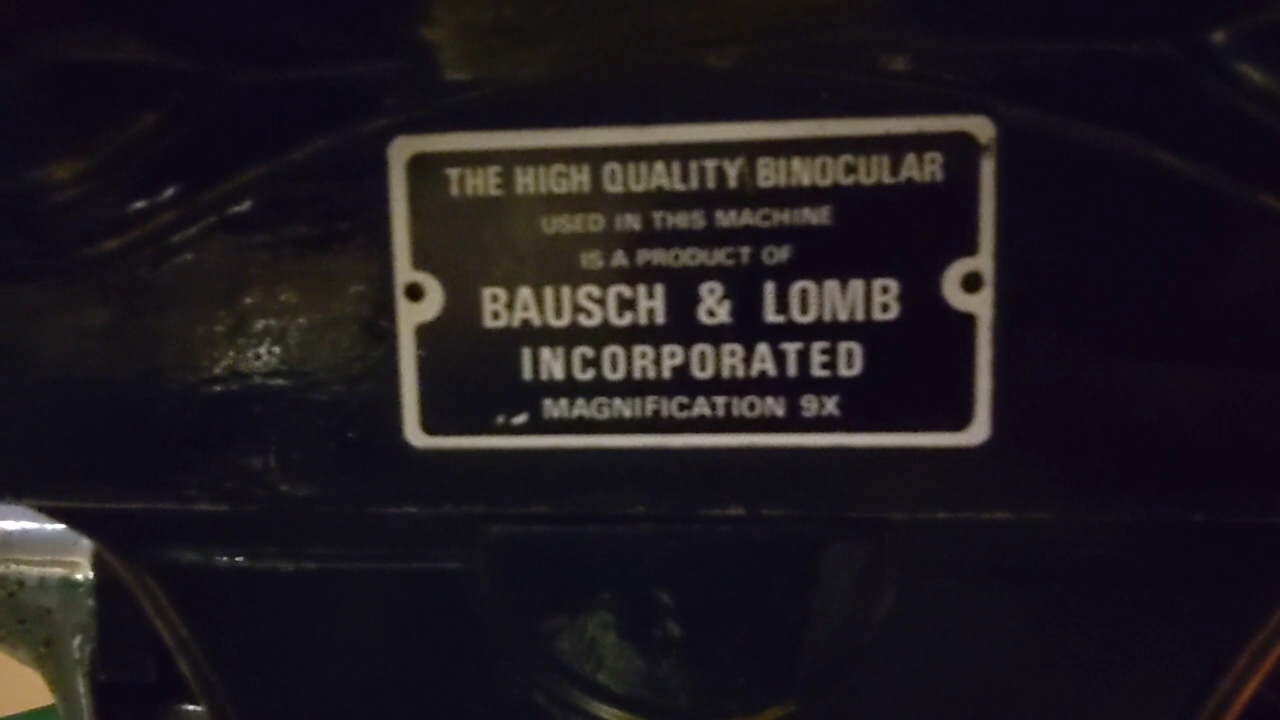 THE HIGH QUALITY BINOCULAR
USED IN THIS MACHINE
IS A PRODUCT OF
BAUSCH & LOMB
INCORPORATED
MAGNIFICATION 9X